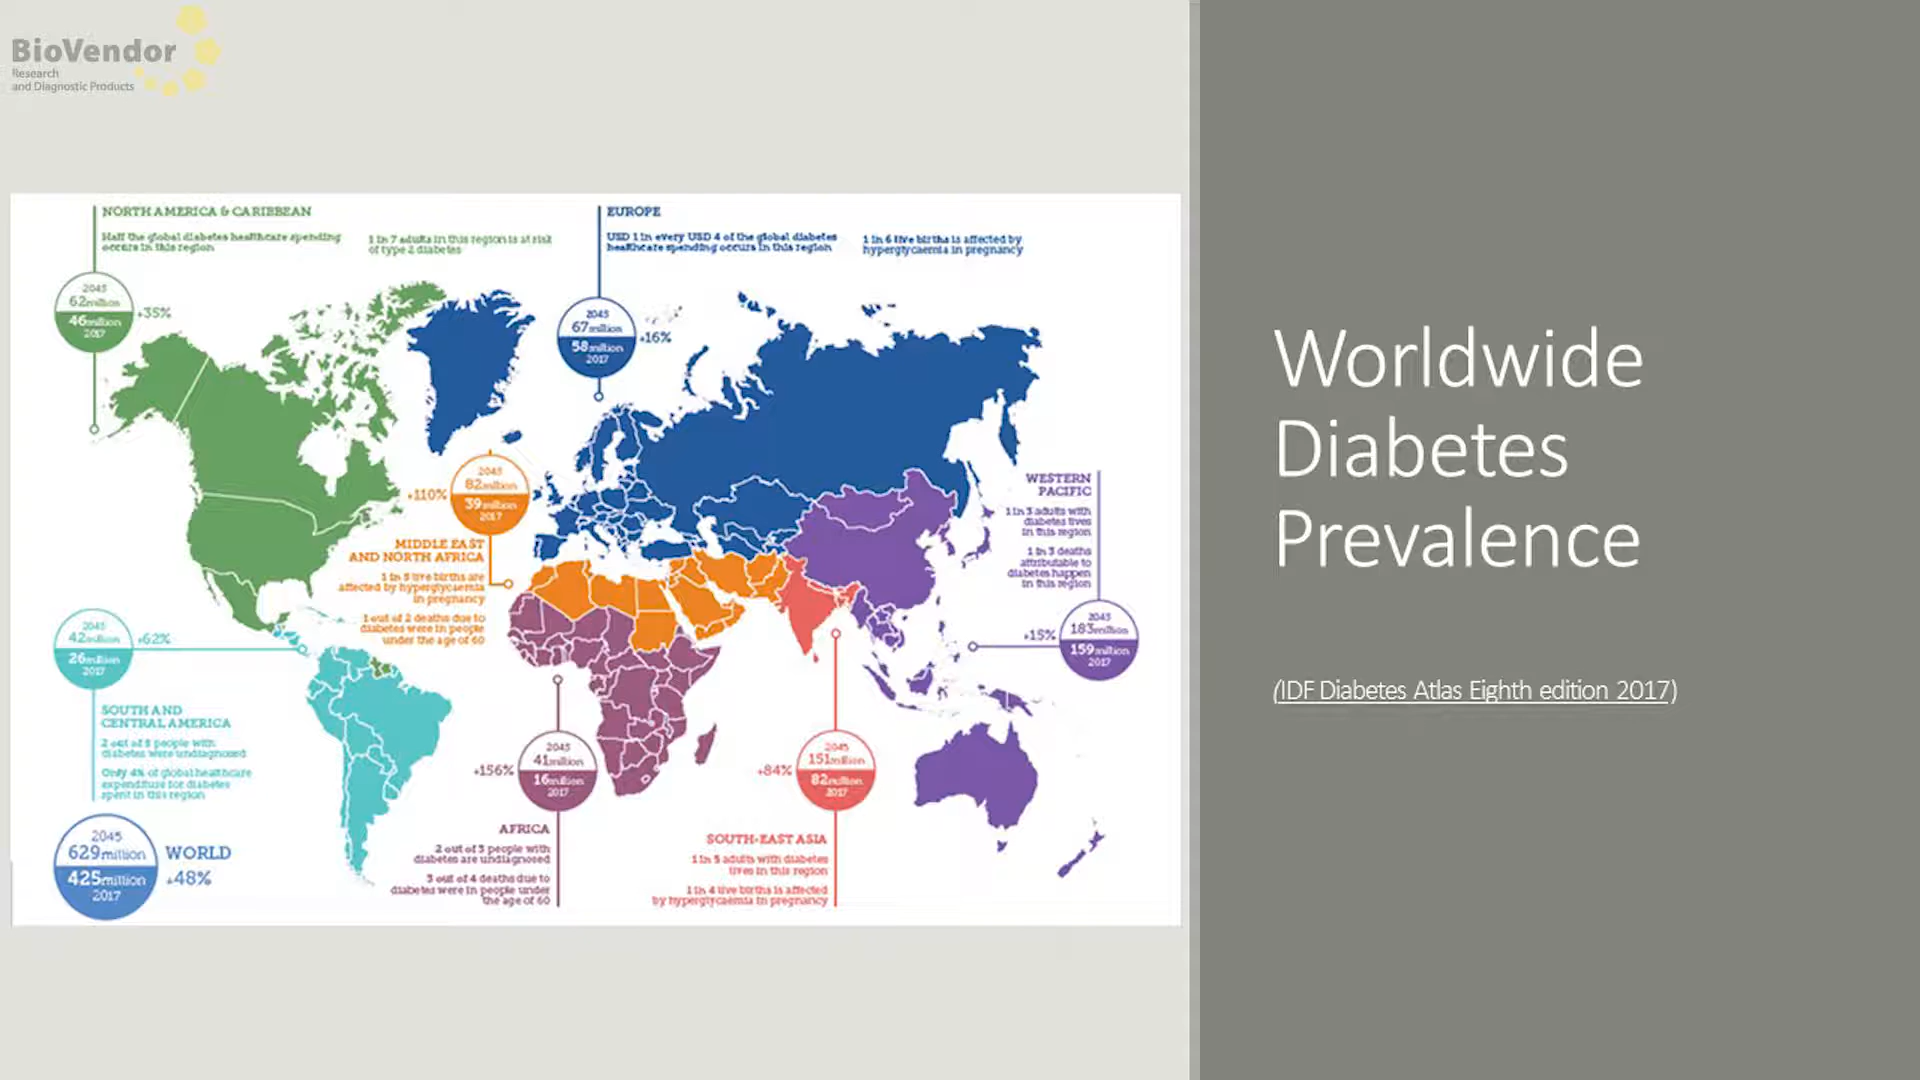 BioVendor
Research
and Diagnostic Products
NORTH AMERICA & CARIBBEAN
Half the global diabetes healthcare spending
occurs in this region
1 in 7 adults in this region is at risk
of type 2 diabetes
2045
62million
46million
2017
+35%
EUROPE
USD 1 in every USD 4 of the global diabetes
healthcare spending occurs in this region
1 in 6 live births is affected by
hyperglycaemia in pregnancy
2045
67million
58million
2017
+16%
2045
82million
39million
2017
+110%
MIDDLE EAST
AND NORTH AFRICA
1 in 5 live births are
affected by hyperglycaemia
in pregnancy
1 out of 2 deaths due to
diabetes were in people
under the age of 60
WESTERN
PACIFIC
1 in 3 adults with
diabetes lives
in this region
1 in 3 deaths
attributable to
diabetes happen
in this region
2045
183million
159million
2017
+15%
2045
42million
26million
2017
+62%
SOUTH AND
CENTRAL AMERICA
2 out of 5 people with
diabetes were undiagnosed
Only 4% of global healthcare
expenditure for diabetes
spent in this region
2045
41million
16million
2017
+156%
AFRICA
2 out of 3 people with
diabetes are undiagnosed
3 out of 4 deaths due to
diabetes were in people under
the age of 60
2045
151million
82million
2017
+84%
SOUTH-EAST ASIA
1 in 5 adults with diabetes
lives in this region
1 in 4 live births is affected
by hyperglycaemia in pregnancy
2045
629million
425million
2017
WORLD
+48%
Worldwide
Diabetes
Prevalence
(IDF Diabetes Atlas Eighth edition 2017)